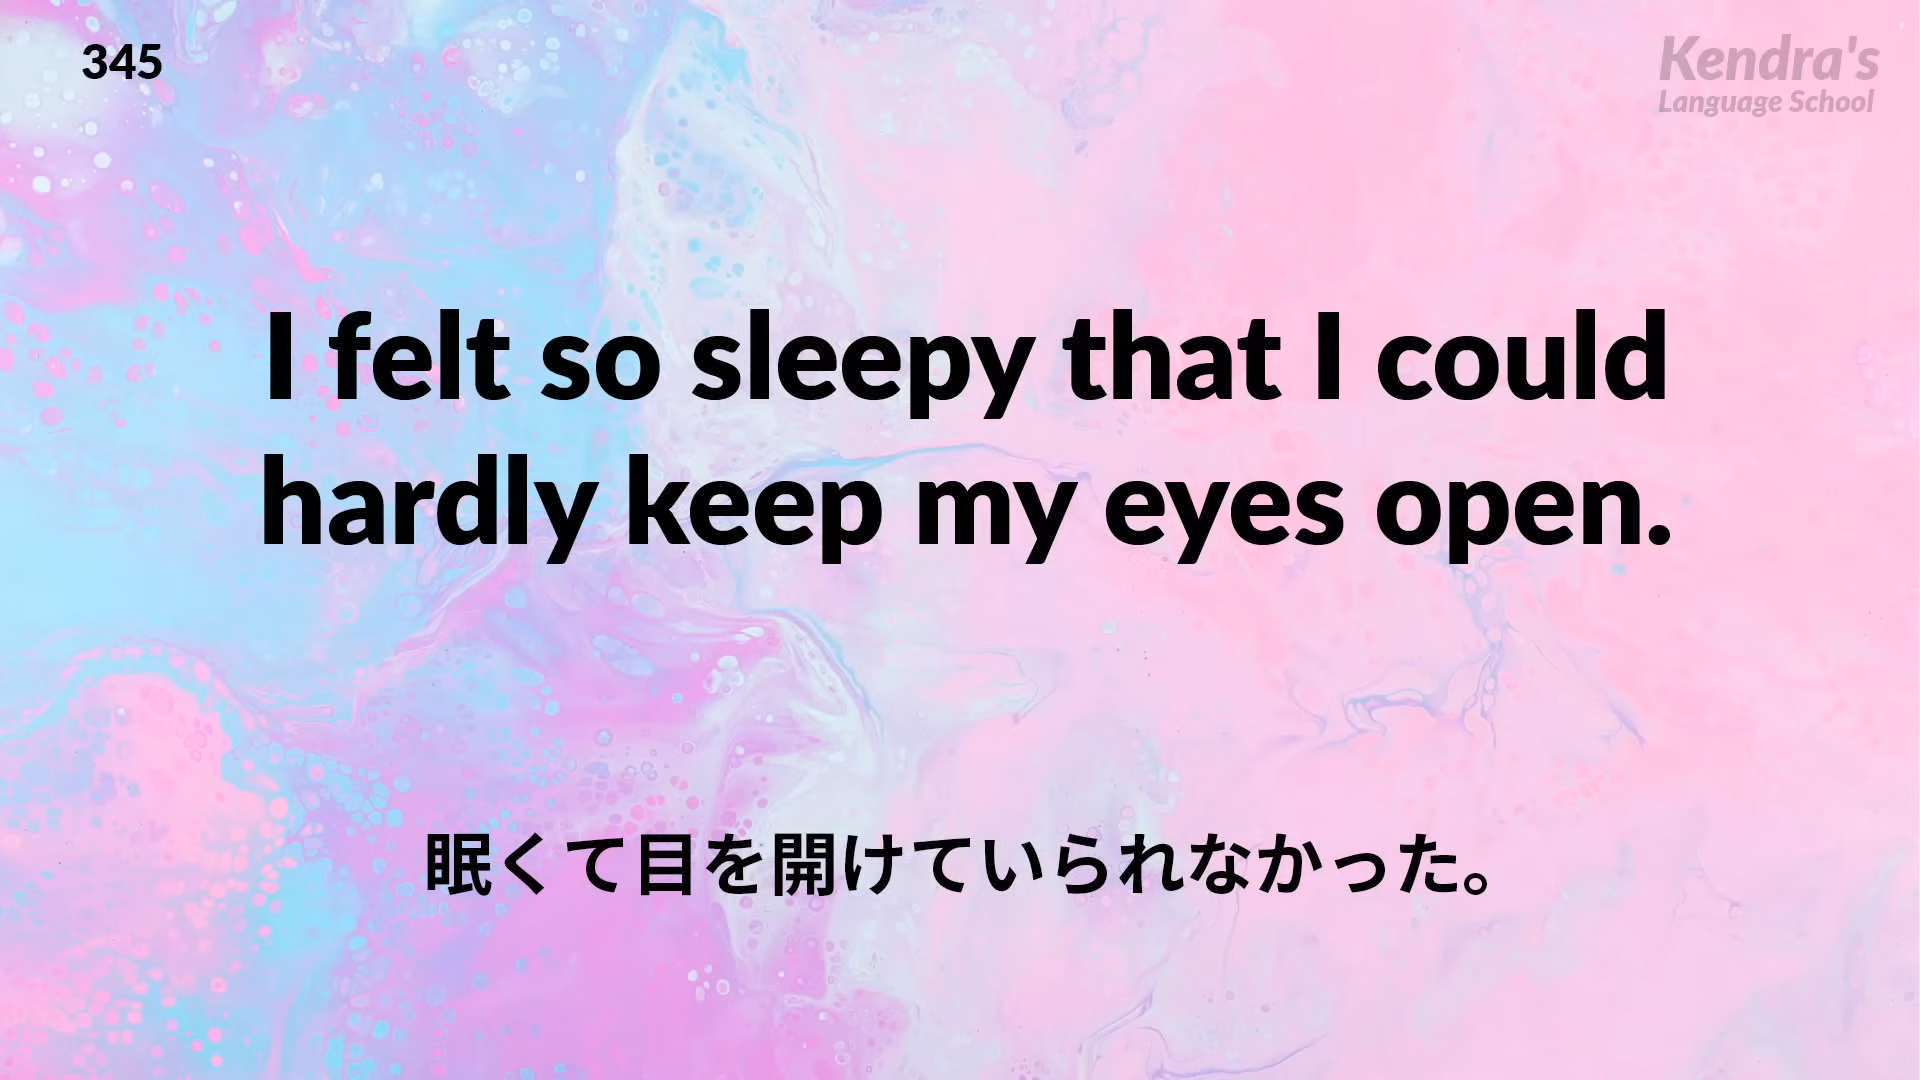 345
Kendra's
Language School
I felt so sleepy that I could
hardly keep my eyes open.
眠くて目を開けていられなかった。